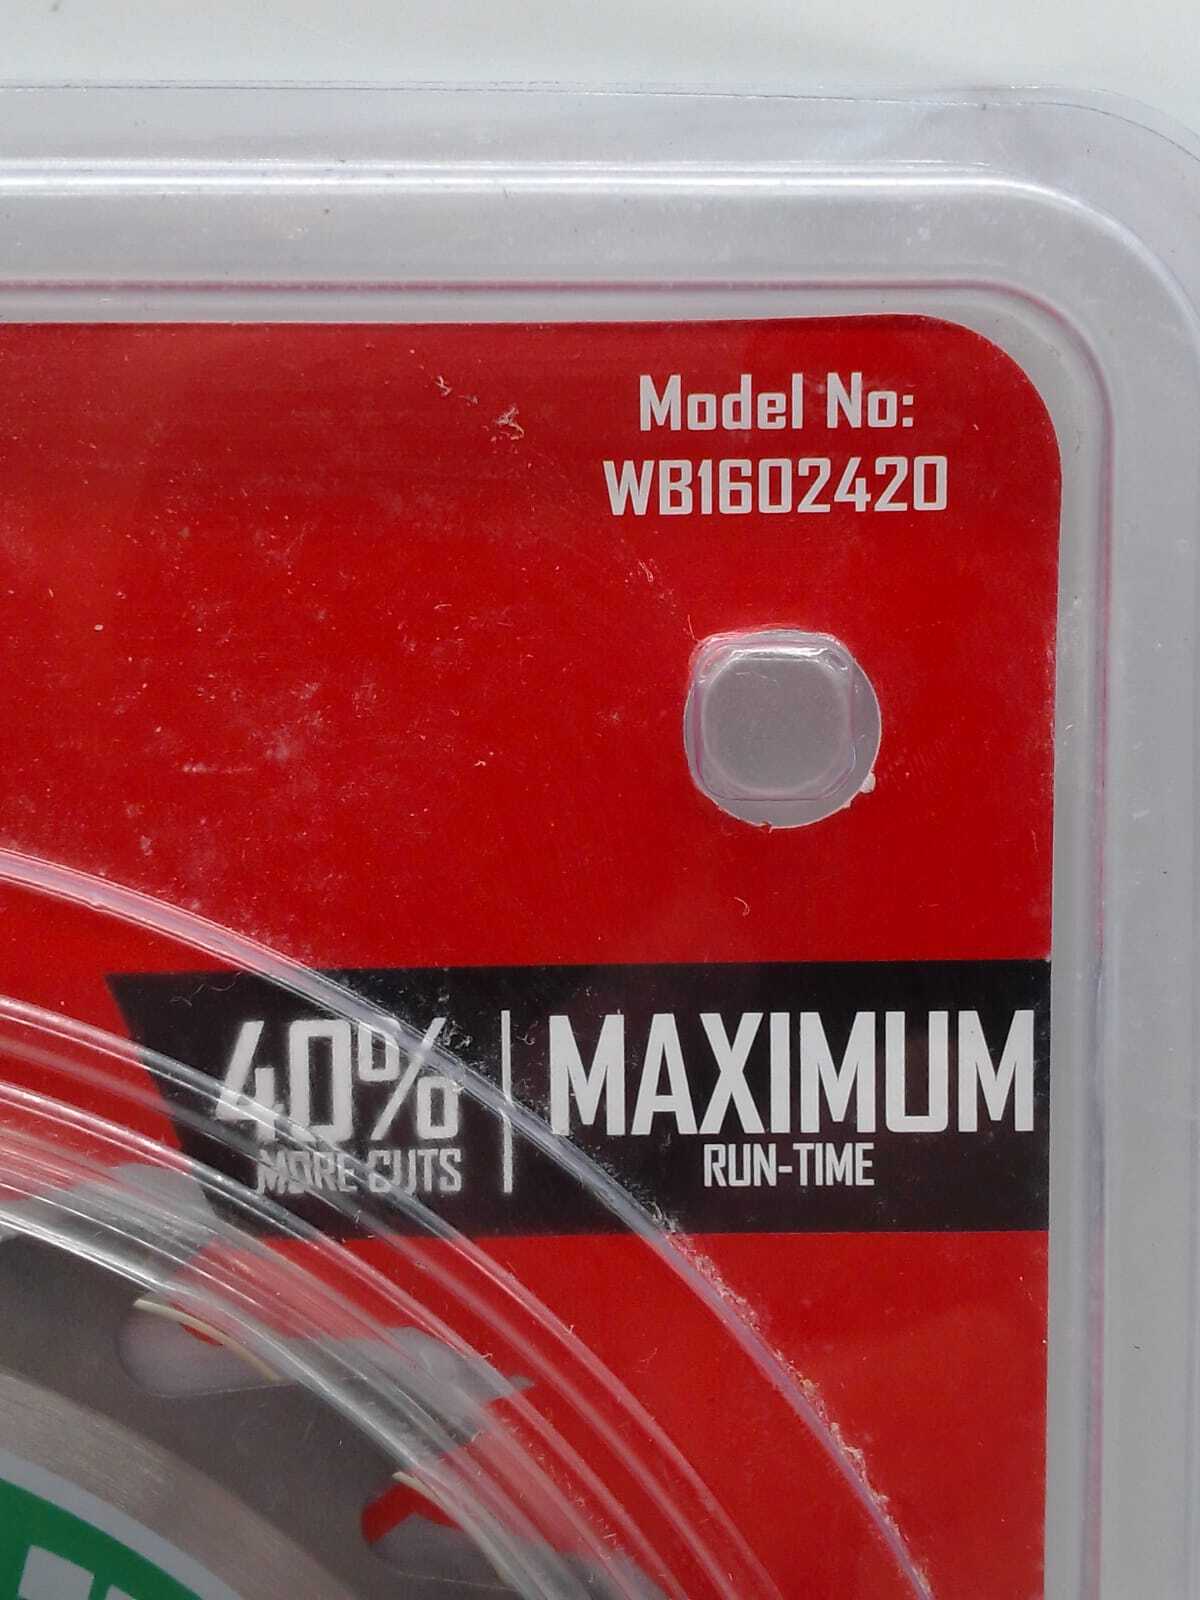 Model No:
WB1602420
40%
MORE CUTS
MAXIMUM
RUN-TIME